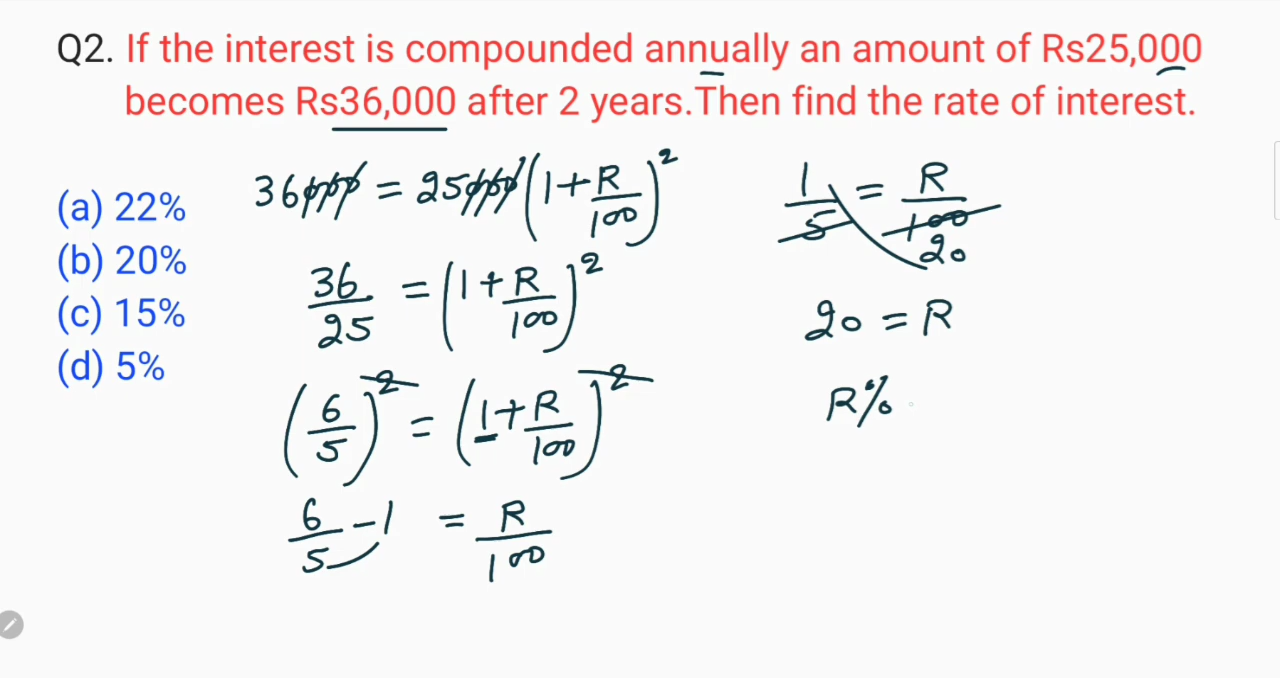 Q2. If the interest is compounded annually an amount of Rs25,000
becomes Rs36,000 after 2 years.Then find the rate of interest.
(a) 22%
(b) 20%
(c) 15%
(d) 5%
36000 = 25000(1+R/100)²
36/25 = (1+R/100)²
(6/5)² = (1+R/100)²
6/5 -1 = R/100
1/5 = R/100
20
20 = R
R%